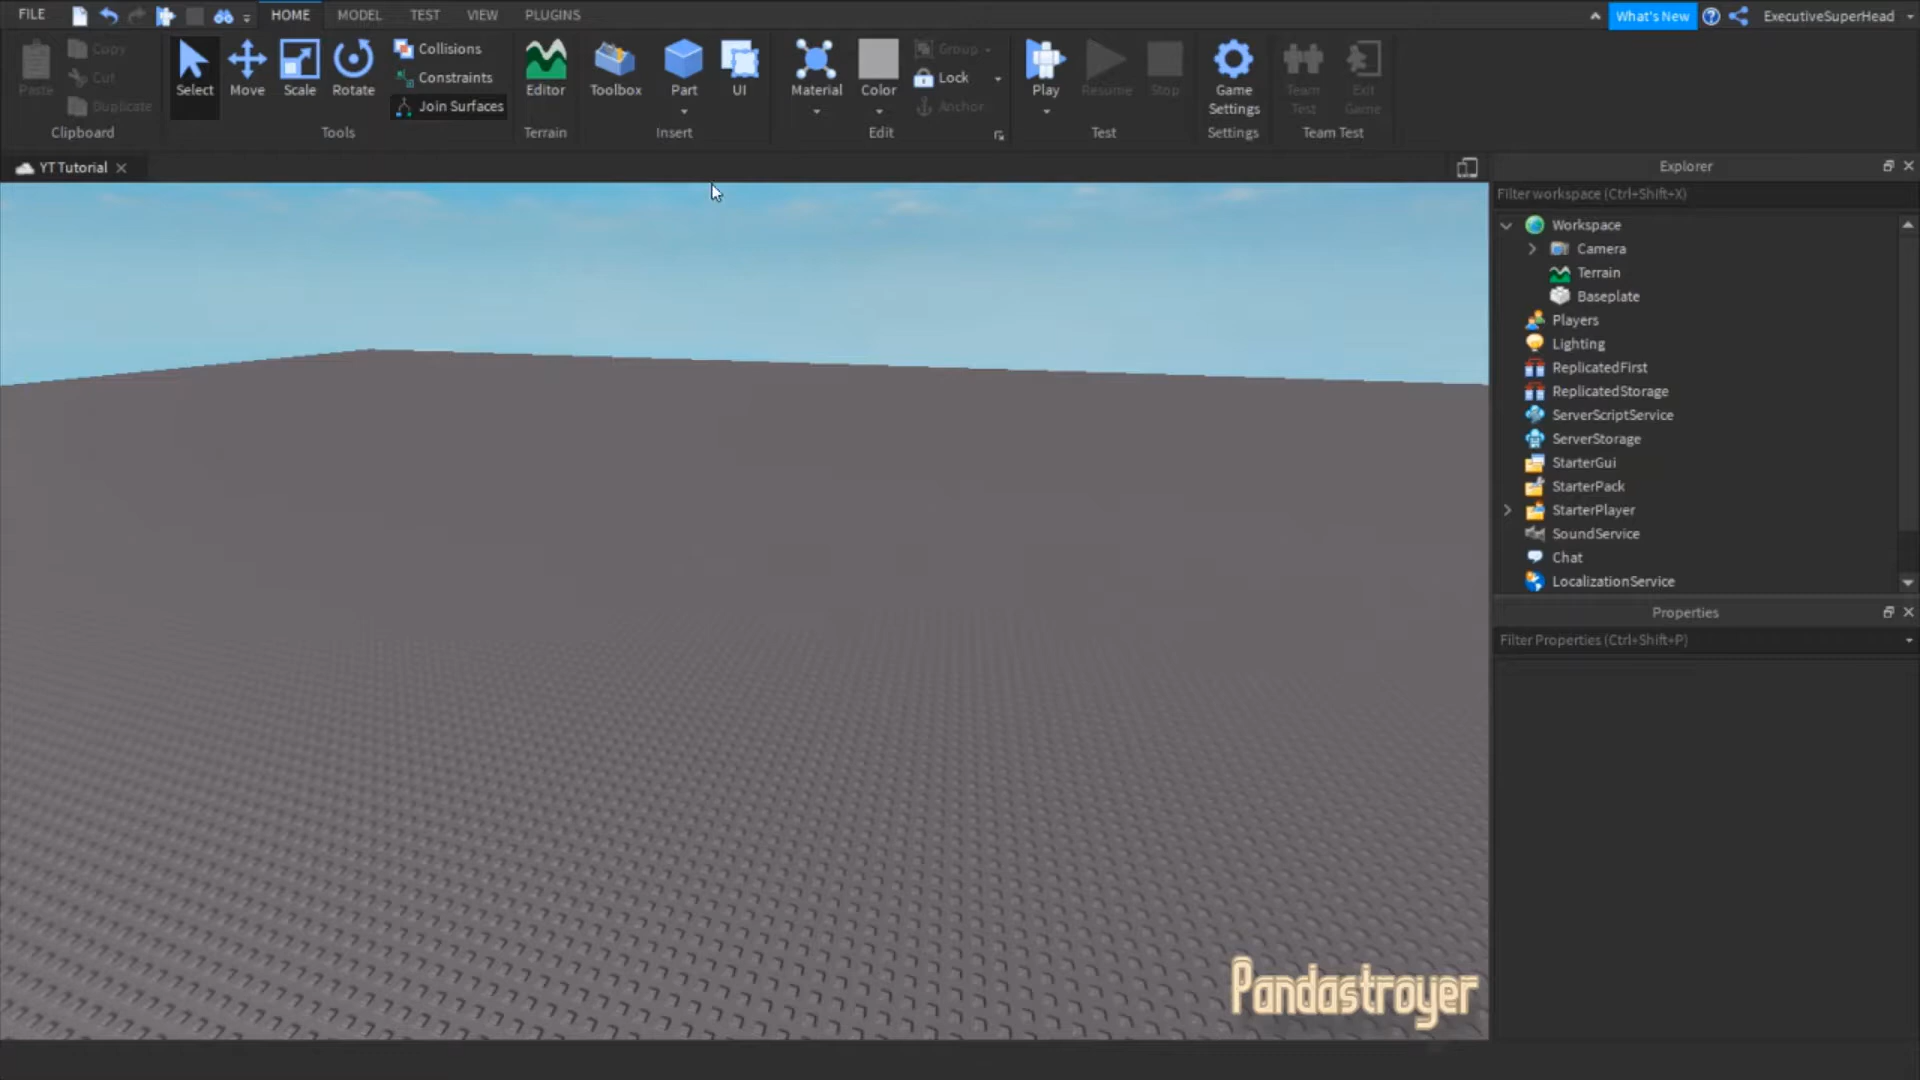 FILE HOME MODEL TEST VIEW PLUGINS What's New ExecutiveSuperHead
Paste
Copy
Cut
Duplicate
Clipboard
Select Move Scale Rotate
Collisions
Constraints
Join Surfaces
Tools
Editor
Terrain
Toolbox Part UI
Insert
Material Color
Group
Lock
Anchor
Edit
Play Resume Stop
Test
Game
Settings
Settings
Team
Test
Exit
Game
Team Test
YT Tutorial
Explorer
Filter workspace (Ctrl+Shift+X)
Workspace
Camera
Terrain
Baseplate
Players
Lighting
ReplicatedFirst
ReplicatedStorage
ServerScriptService
ServerStorage
StarterGui
StarterPack
StarterPlayer
SoundService
Chat
LocalizationService
Properties
Filter Properties (Ctrl+Shift+P)
Pandastroyer